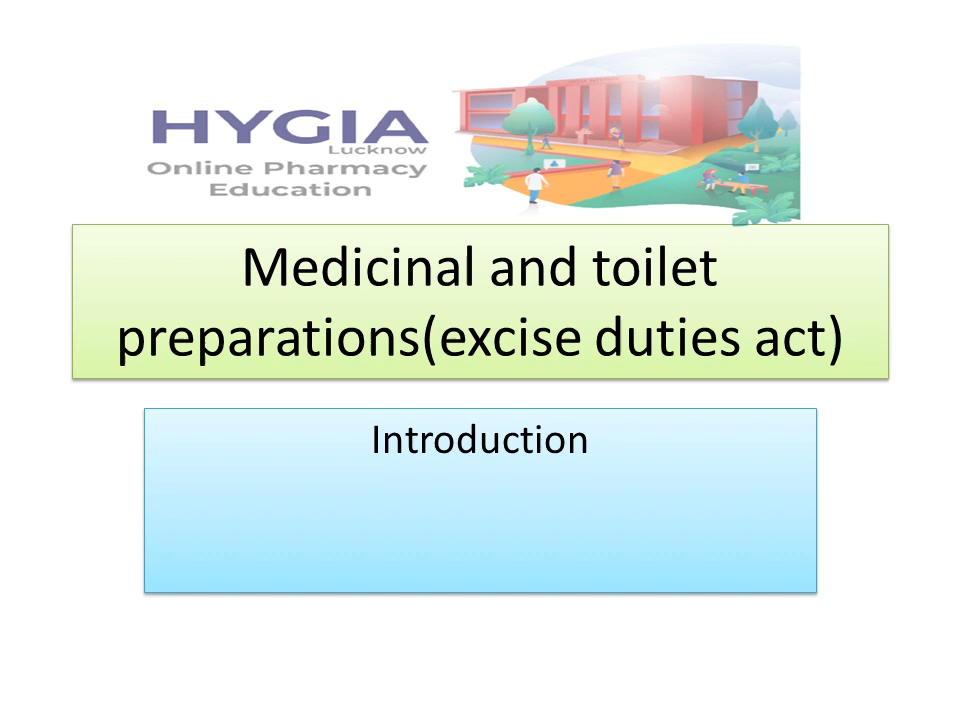 HYGIA
Lucknow
Online Pharmacy
Education
Medicinal and toilet
preparations(excise duties act)
Introduction